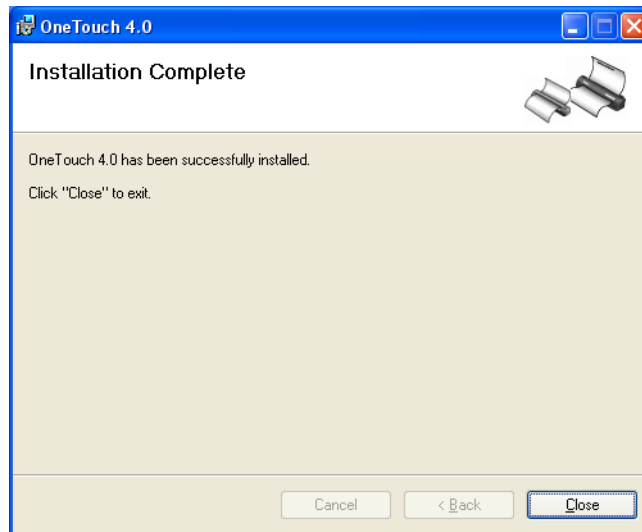 OneTouch 4.0
Installation Complete
OneTouch 4.0 has been successfully installed.
Click "Close" to exit.
Cancel
< Back
Close